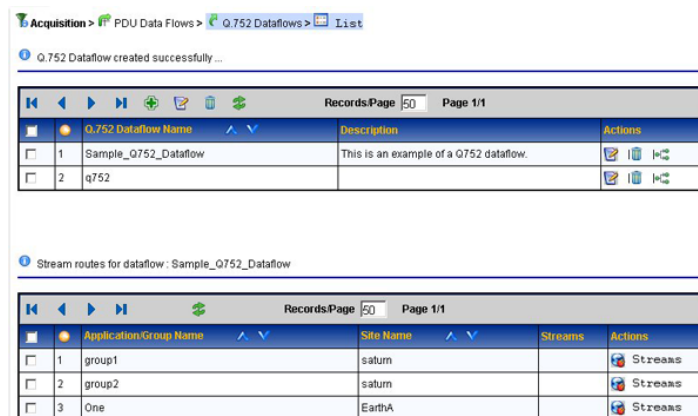 Acquisition > PDU Data Flows > Q.752 Dataflows > List
Q.752 Dataflow created successfully ...
Records/Page 50 Page 1/1
Q.752 Dataflow Name Description Actions
1 Sample_Q752_Dataflow This is an example of a Q752 dataflow.
2 q752
Stream routes for dataflow : Sample_Q752_Dataflow
Records/Page 50 Page 1/1
Application/Group Name Site Name Streams Actions
1 group1 saturn Streams
2 group2 saturn Streams
3 One EarthA Streams